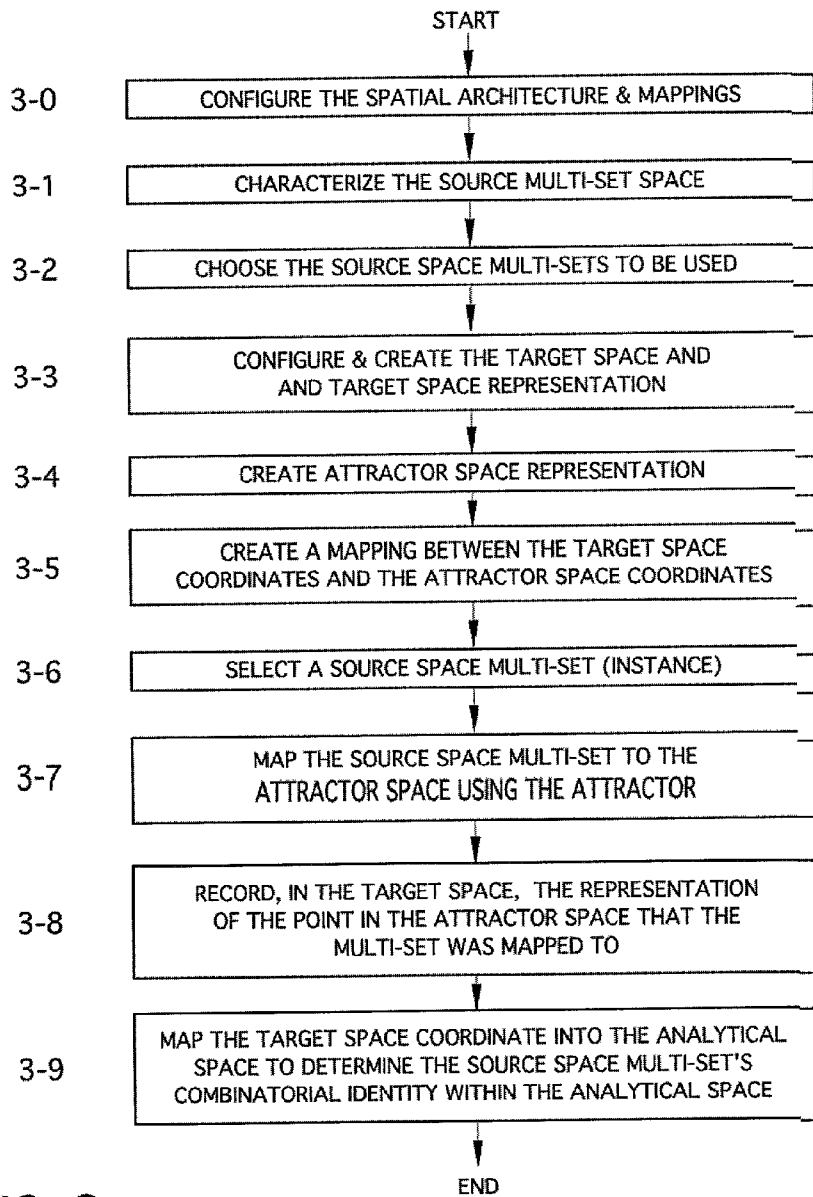 START
3-0
CONFIGURE THE SPATIAL ARCHITECTURE & MAPPINGS
3-1
CHARACTERIZE THE SOURCE MULTI-SET SPACE
3-2
CHOOSE THE SOURCE SPACE MULTI-SETS TO BE USED
3-3
CONFIGURE & CREATE THE TARGET SPACE AND
AND TARGET SPACE REPRESENTATION
3-4
CREATE ATTRACTOR SPACE REPRESENTATION
3-5
CREATE A MAPPING BETWEEN THE TARGET SPACE
COORDINATES AND THE ATTRACTOR SPACE COORDINATES
3-6
SELECT A SOURCE SPACE MULTI-SET (INSTANCE)
3-7
MAP THE SOURCE SPACE MULTI-SET TO THE
ATTRACTOR SPACE USING THE ATTRACTOR
3-8
RECORD, IN THE TARGET SPACE, THE REPRESENTATION
OF THE POINT IN THE ATTRACTOR SPACE THAT THE
MULTI-SET WAS MAPPED TO
3-9
MAP THE TARGET SPACE COORDINATE INTO THE ANALYTICAL
SPACE TO DETERMINE THE SOURCE SPACE MULTI-SET'S
COMBINATORIAL IDENTITY WITHIN THE ANALYTICAL SPACE
END